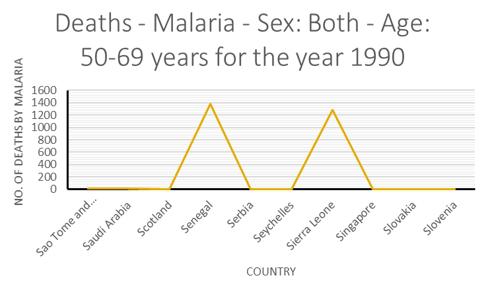 Deaths - Malaria - Sex: Both - Age:
50-69 years for the year 1990
NO. OF DEATHS BY MALARIA
1600
1400
1200
1000
800
600
400
200
0
Sao Tome and...
Saudi Arabia
Scotland
Senegal
Serbia
Seychelles
Sierra Leone
Singapore
Slovakia
Slovenia
COUNTRY